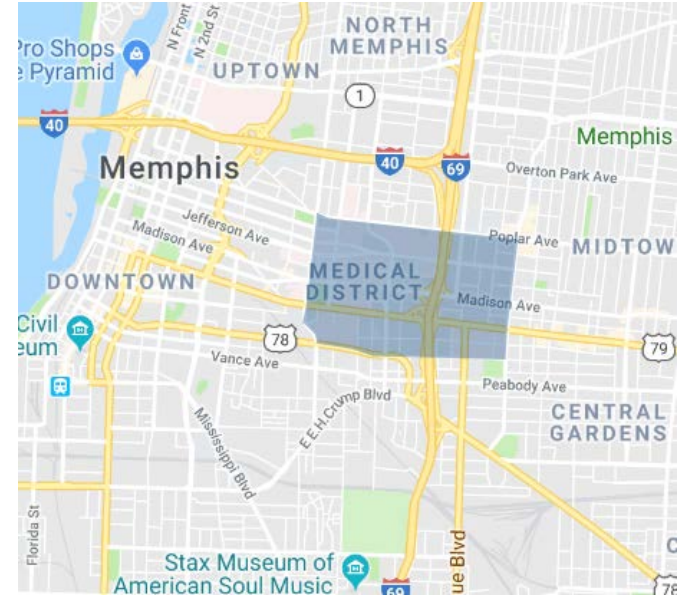 NORTH
MEMPHIS
N Front
N 2nd St
Pro Shops
e Pyramid
UPTOWN
1
40
Memphis
Memphis
40
69
Overton Park Ave
Jefferson Ave
Madison Ave
Poplar Ave
MIDTOW
MEDICAL
DISTRICT
DOWNTOWN
Madison Ave
Civil
eum
78
79
Vance Ave
Peabody Ave
E.E.H.Crump Blvd
CENTRAL
GARDENS
Mississippi Blvd
Florida St
ue Blvd
C
Stax Museum of
American Soul Music
69
78